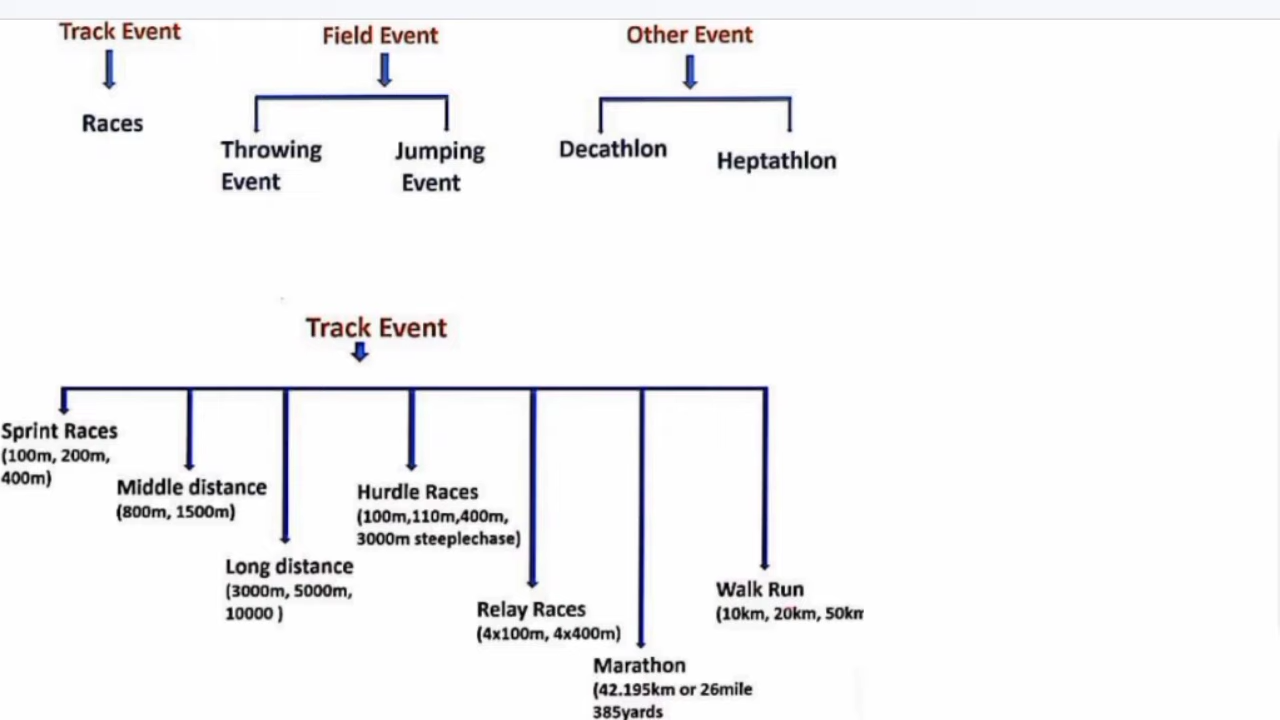 Track Event
Field Event
Other Event
Races
Throwing
Event
Jumping
Event
Decathlon
Heptathlon
Track Event
Sprint Races
(100m, 200m,
400m)
Middle distance
(800m, 1500m)
Long distance
(3000m, 5000m,
10000 )
Hurdle Races
(100m,110m,400m,
3000m steeplechase)
Relay Races
(4x100m, 4x400m)
Marathon
(42.195km or 26mile
385yards
Walk Run
(10km, 20km, 50km